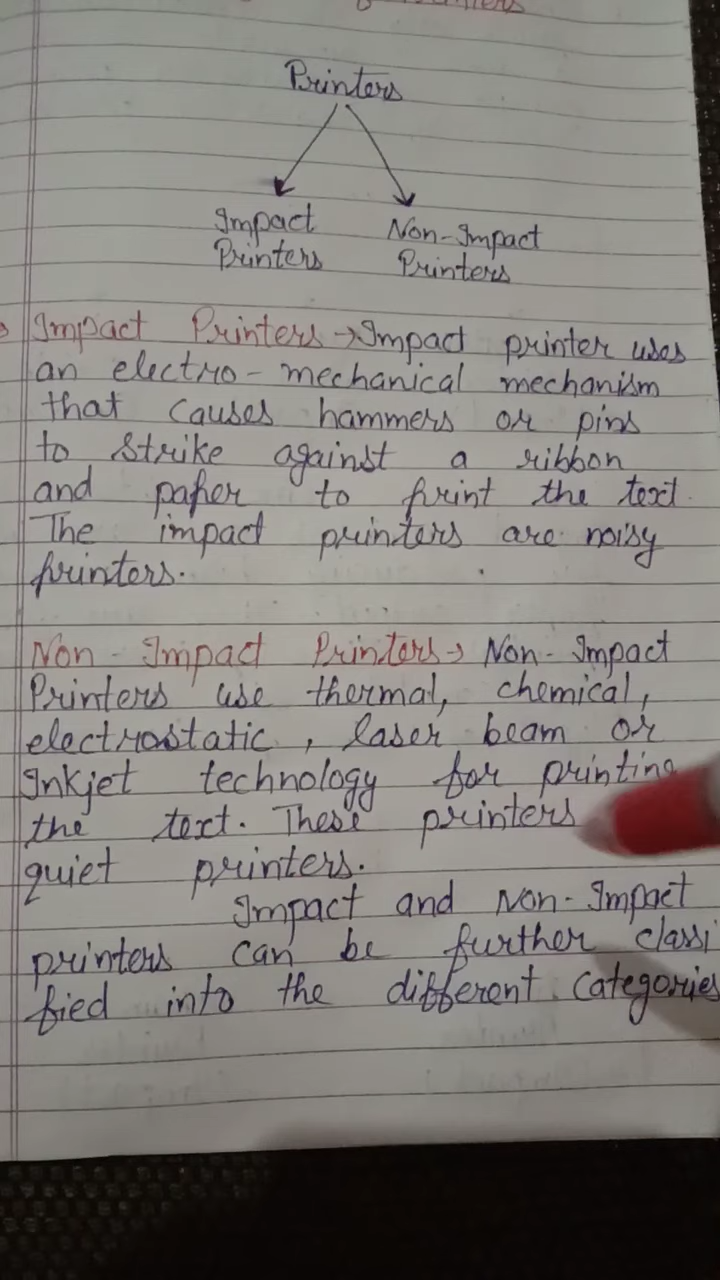 Printers
Impact Non-Impact
Printers Printers
Impact Printers → Impact printer uses
an electro-mechanical mechanism
that causes hammers or pins
to strike against a ribbon
and paper to print the text.
The impact printers are noisy
printers.
Non-Impact Printers → Non-Impact
Printers use thermal, chemical,
electrostatic, laser beam or
Inkjet technology for printing
the text. These printers
quiet printers.
Impact and Non-Impact
printers can be further classi
fied into the different categories